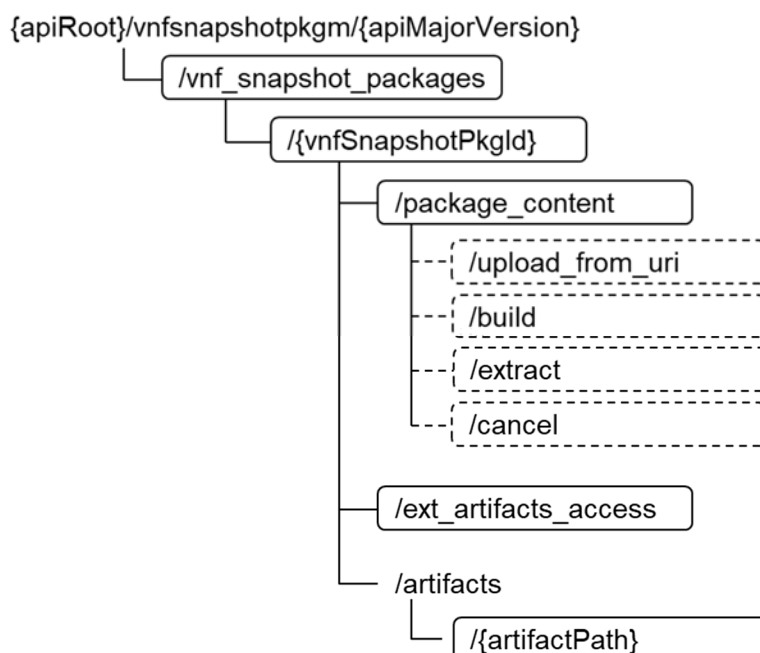 {apiRoot}/vnfsnapshotpkgm/{apiMajorVersion}
/vnf_snapshot_packages
/{vnfSnapshotPkgId}
/package_content
/upload_from_uri
/build
/extract
/cancel
/ext_artifacts_access
/artifacts
/{artifactPath}